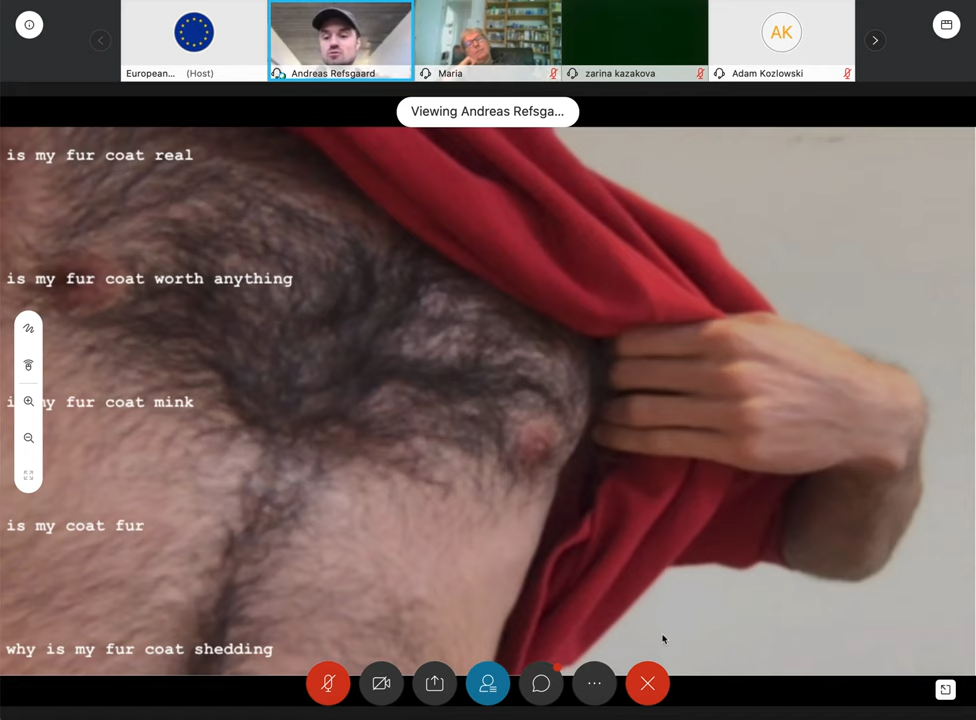 European... (Host)
Andreas Refsgaard
Maria
zarina kazakova
AK
Adam Kozlowski
Viewing Andreas Refsga...
is my fur coat real
is my fur coat worth anything
my fur coat mink
is my coat fur
why is my fur coat shedding